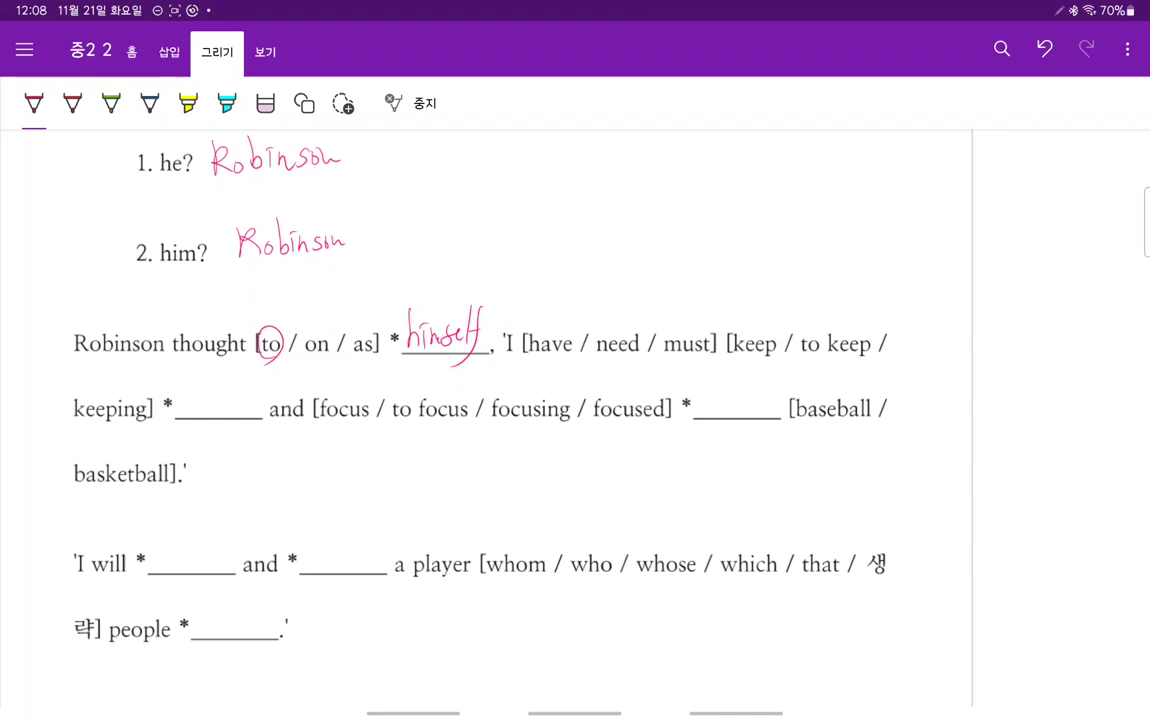 12:08 11월 21일 화요일 70%
중2 2 홈 삽입 그리기 보기
중지
1. he? Robinson
2. him? Robinson
Robinson thought [to / on / as] *himself, 'I [have / need / must] [keep / to keep /
keeping] *________ and [focus / to focus / focusing / focused] *________ [baseball /
basketball].'
'I will *________ and *________ a player [whom / who / whose / which / that / 생
략] people *________.'